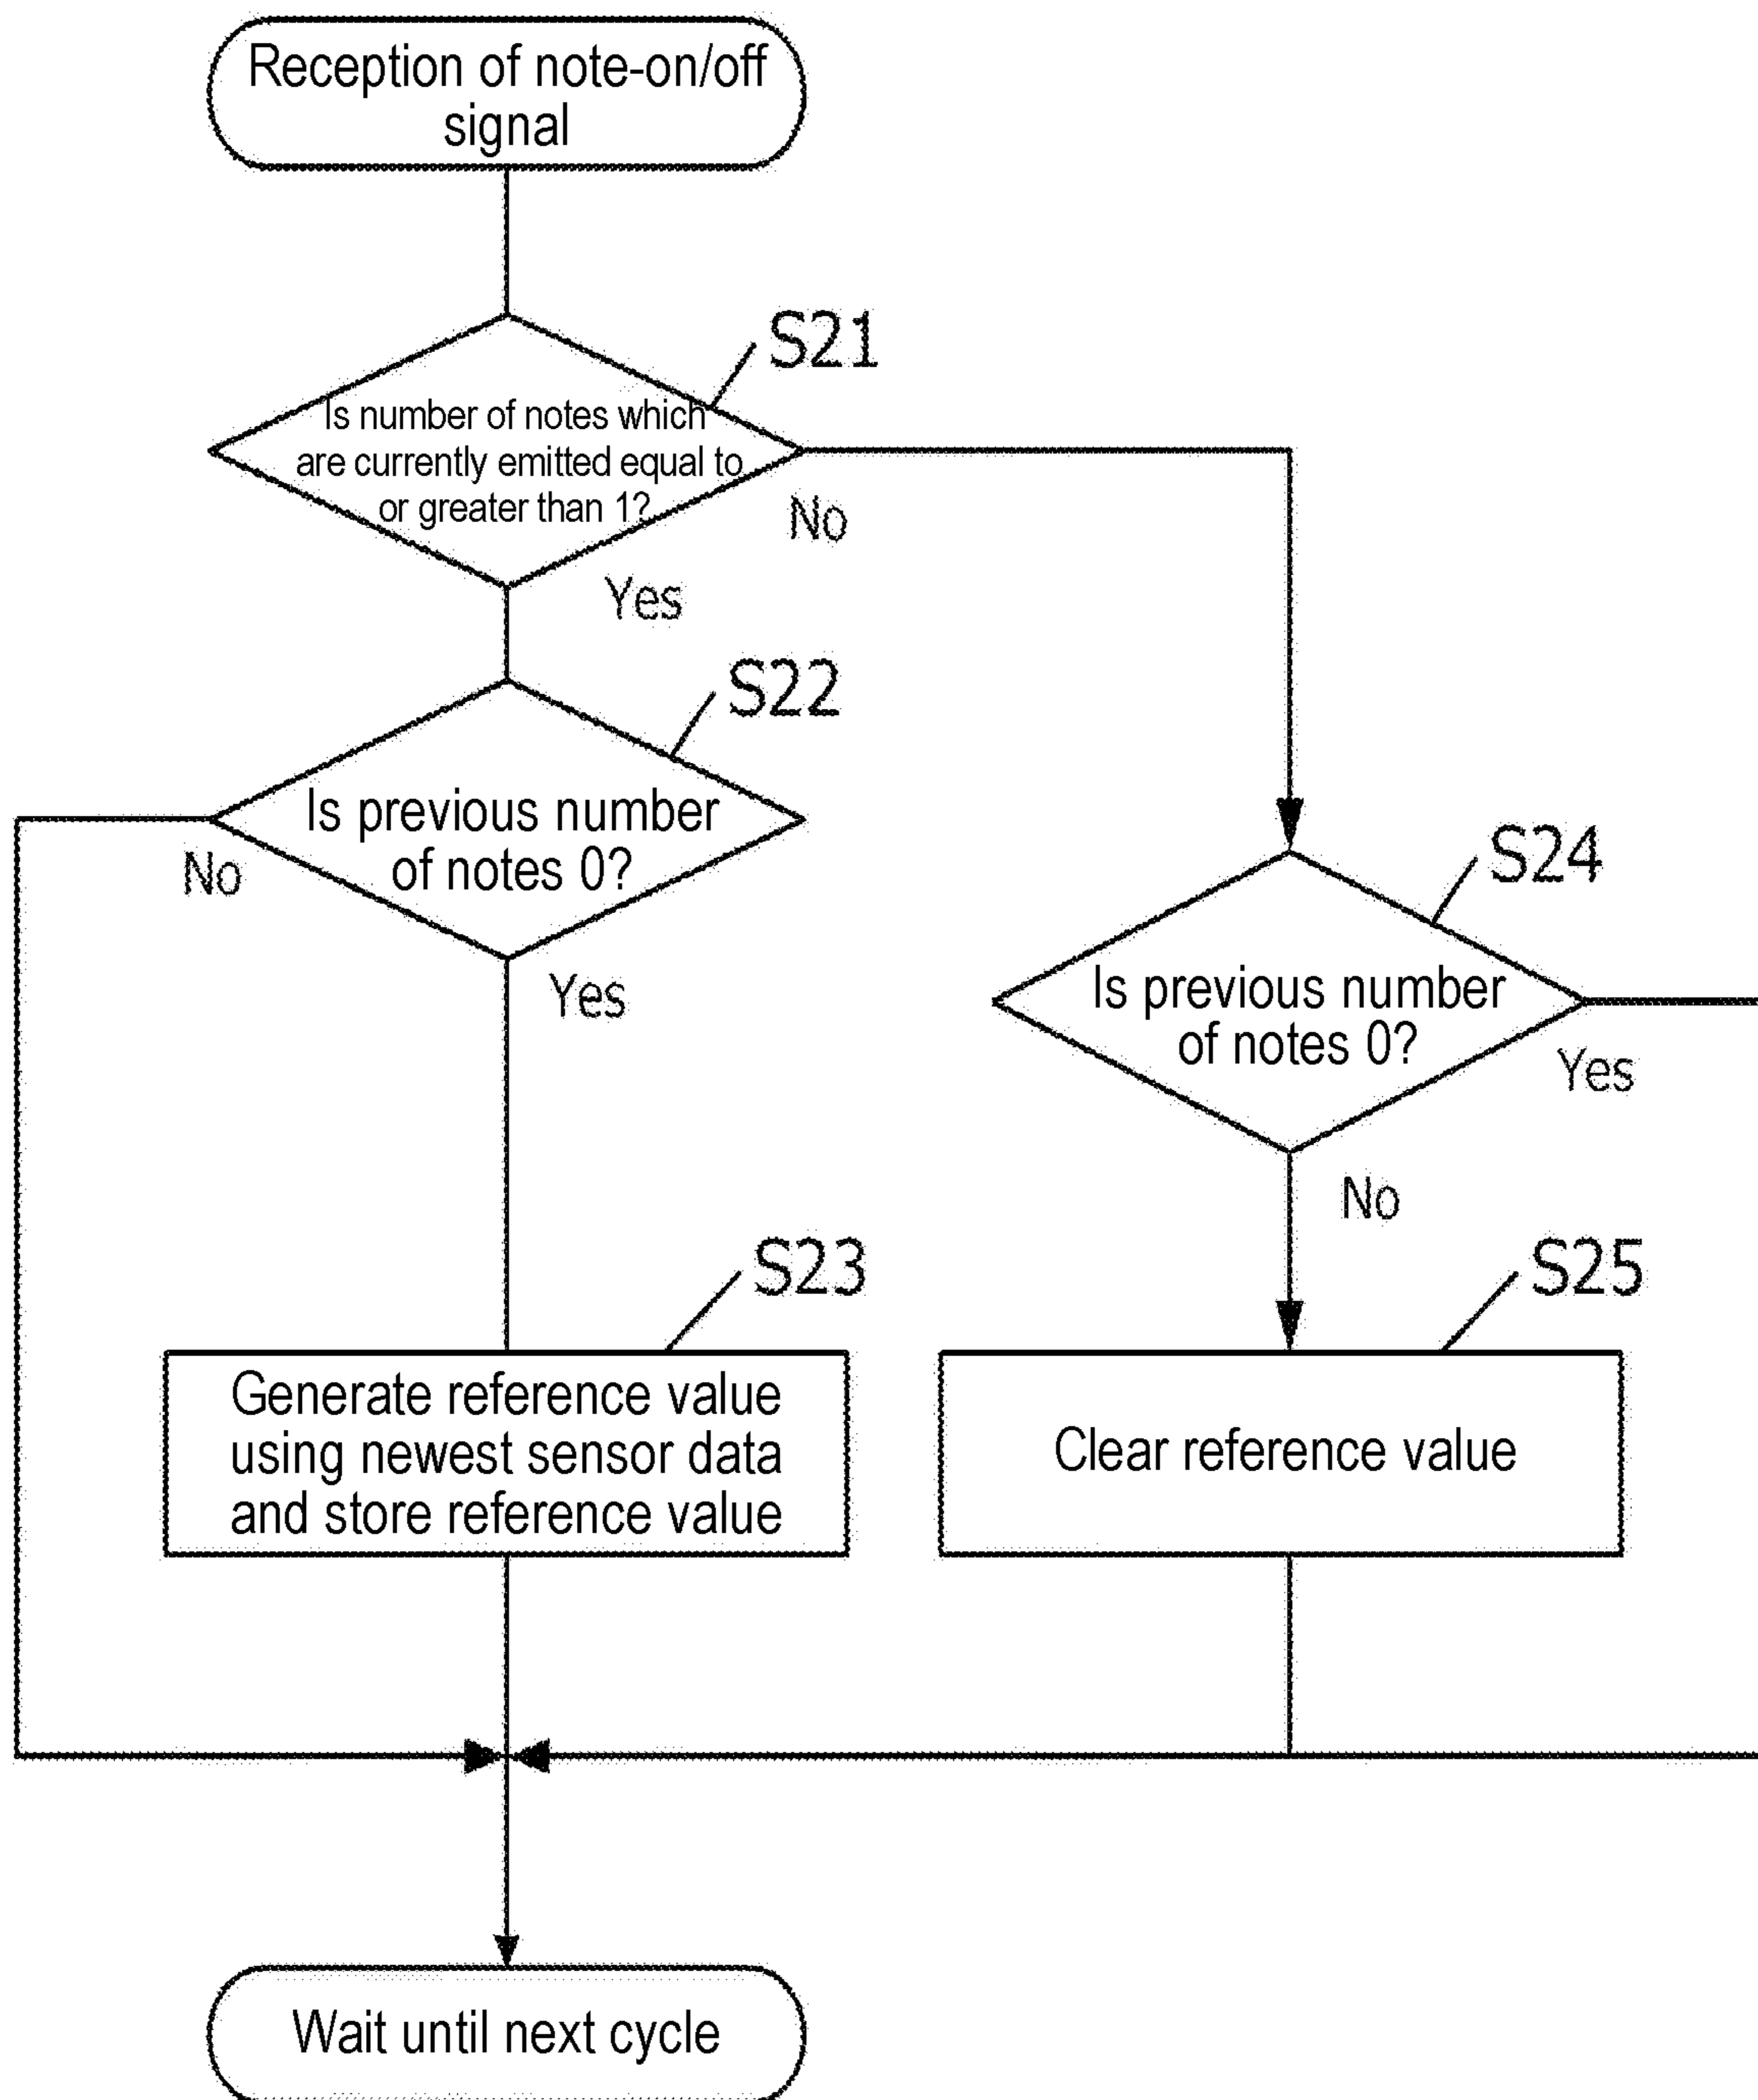 Reception of note-on/off
signal
S21
Is number of notes which
are currently emitted equal to
or greater than 1?
No
Yes
S22
Is previous number
of notes 0?
No
Yes
S24
Is previous number
of notes 0?
Yes
No
S23
Generate reference value
using newest sensor data
and store reference value
S25
Clear reference value
Wait until next cycle